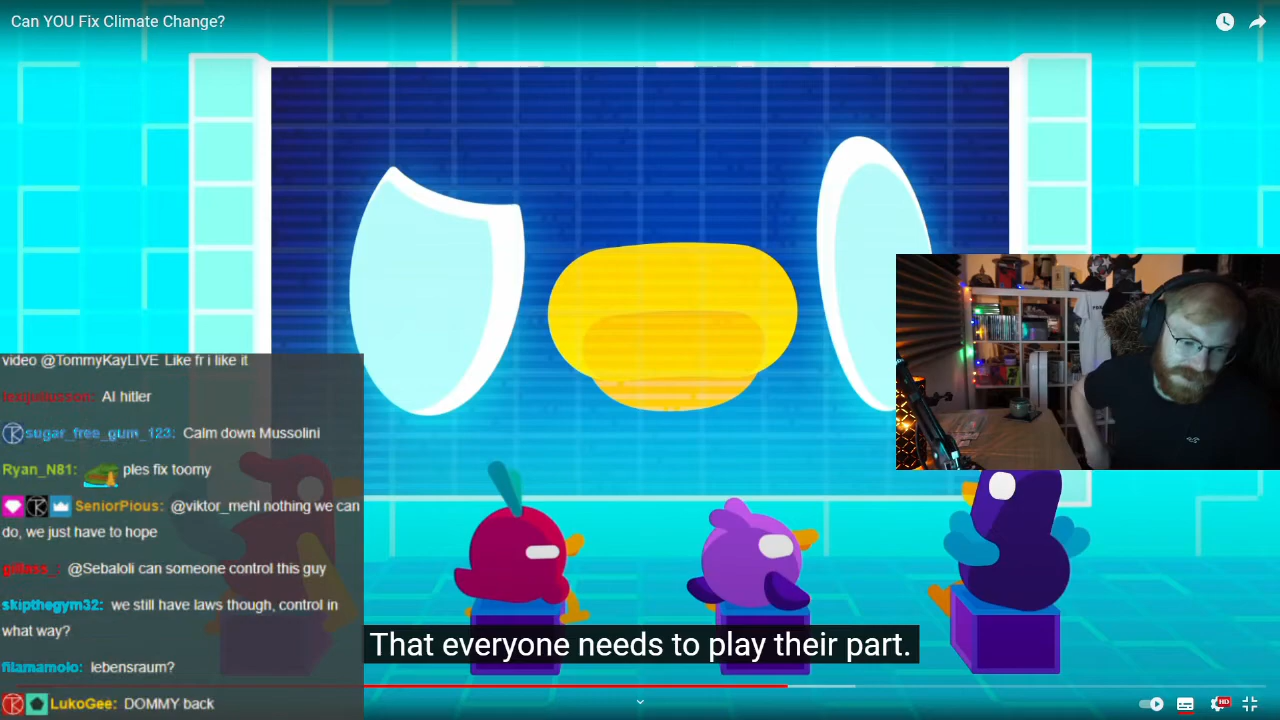 Can YOU Fix Climate Change?
video @TommyKayLIVE Like fr i like it
AI hitler
sugar_free_gum_123: Calm down Mussolini
Ryan_N81: ples fix toomy
SeniorPious: @viktor_mehl nothing we can
do, we just have to hope
@Sebaloli can someone control this guy
skipthegym32: we still have laws though, control in
what way?
lebensraum?
LukoGee: DOMMY back
That everyone needs to play their part.
HD